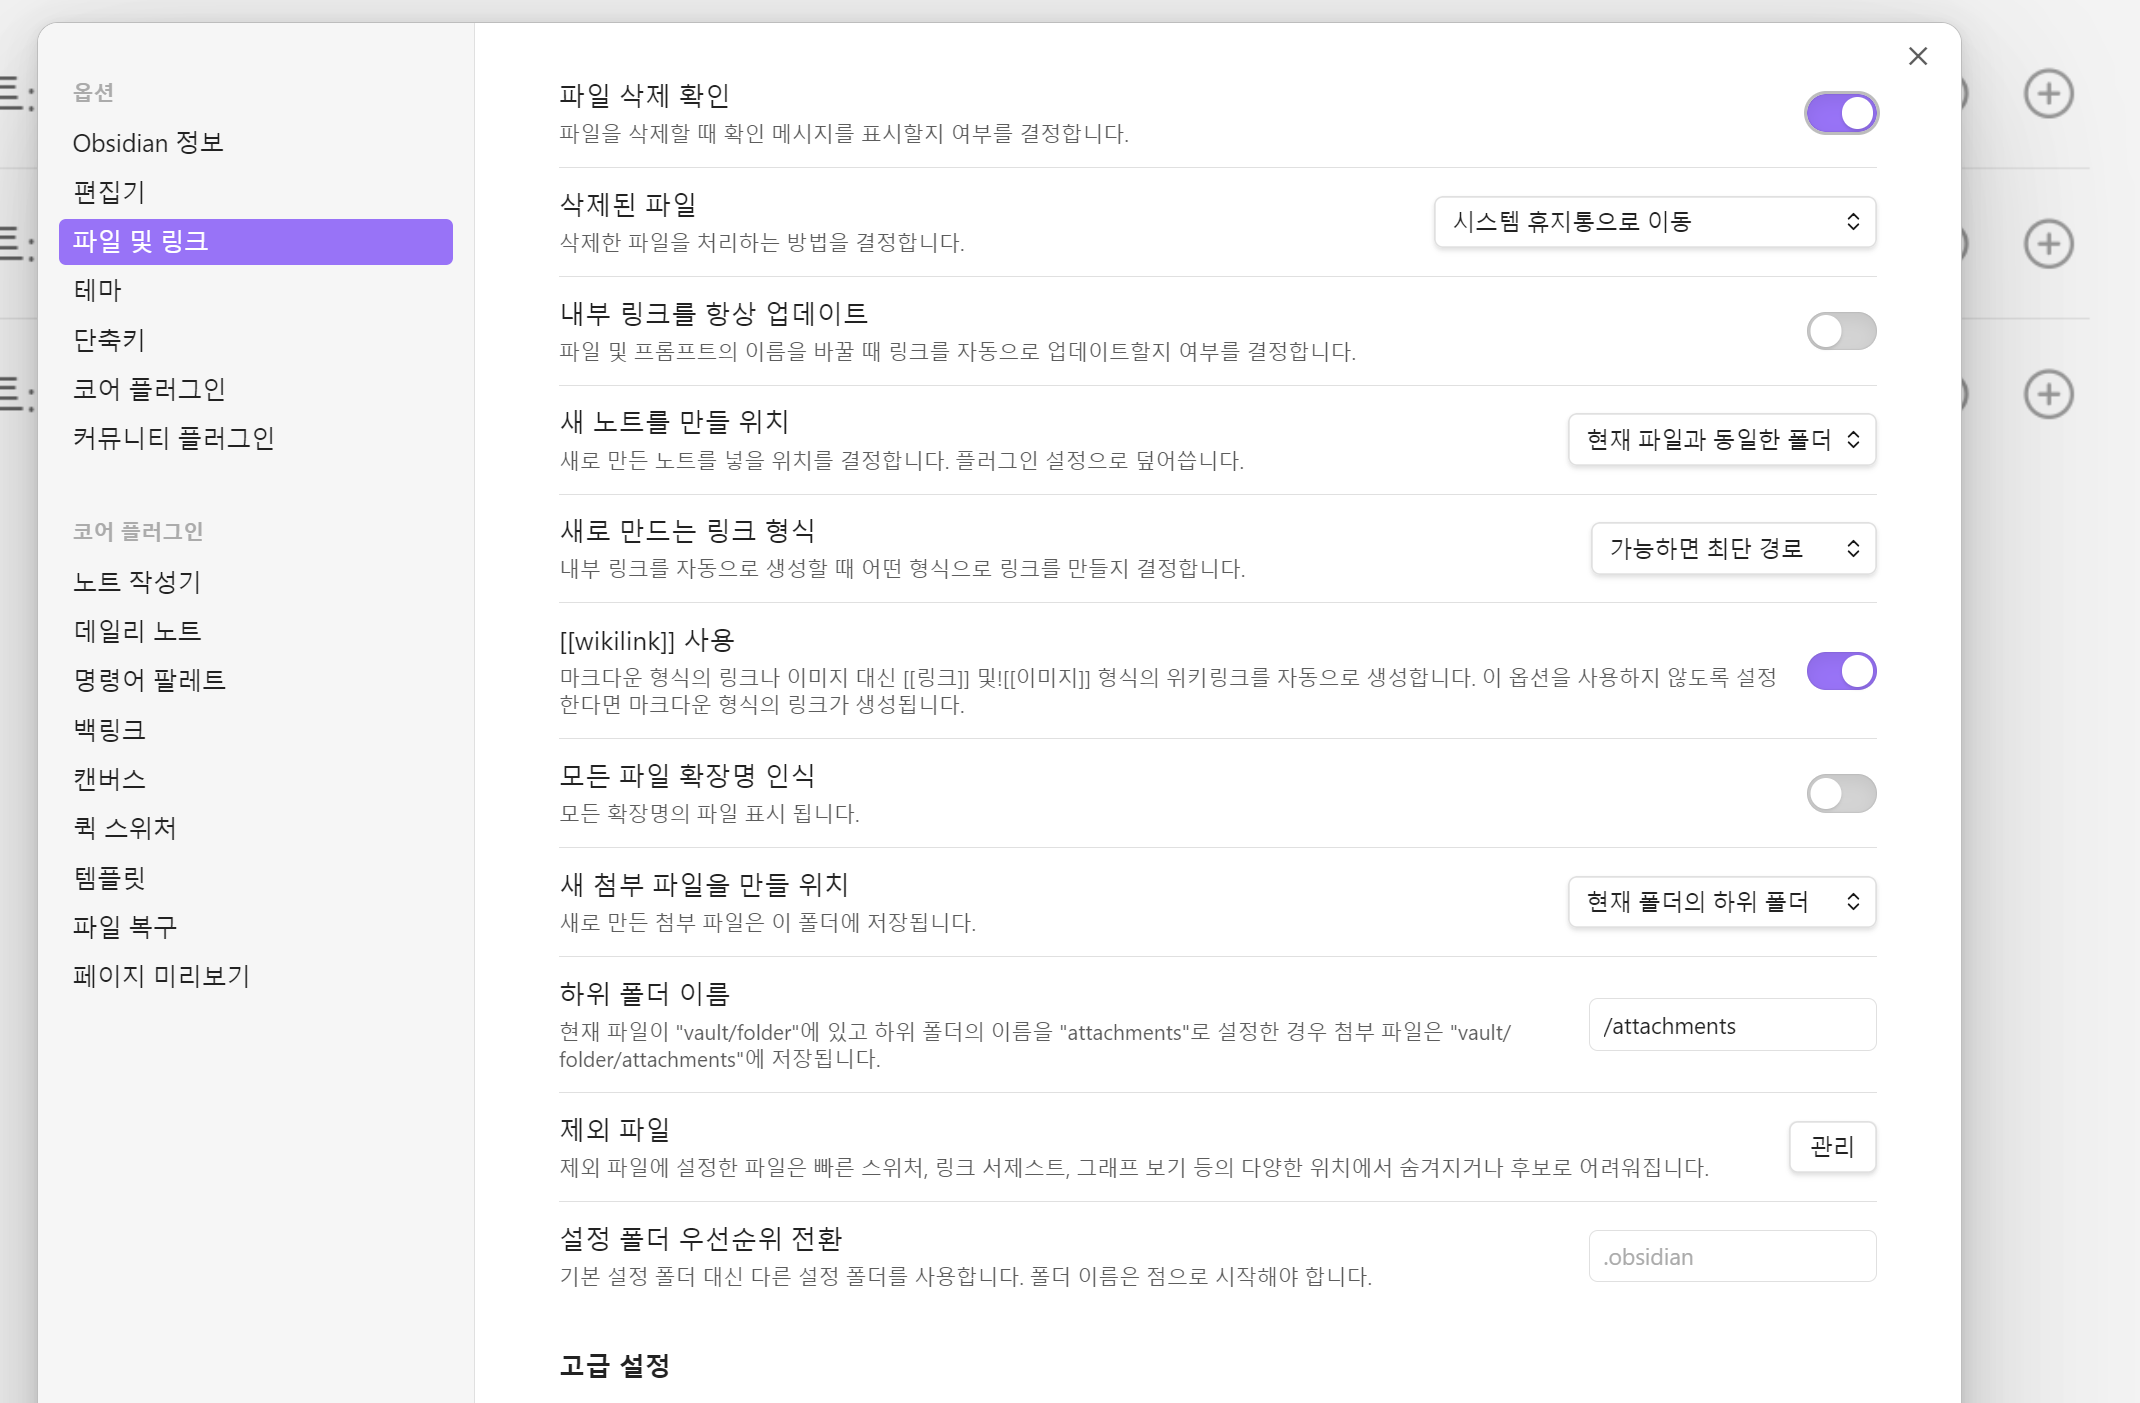 옵션
Obsidian 정보
편집기
파일 및 링크
테마
단축키
코어 플러그인
커뮤니티 플러그인
코어 플러그인
노트 작성기
데일리 노트
명령어 팔레트
백링크
캔버스
퀵 스위처
템플릿
파일 복구
페이지 미리보기
파일 삭제 확인
파일을 삭제할 때 확인 메시지를 표시할지 여부를 결정합니다.
삭제된 파일
삭제한 파일을 처리하는 방법을 결정합니다.
시스템 휴지통으로 이동
내부 링크를 항상 업데이트
파일 및 프롬프트의 이름을 바꿀 때 링크를 자동으로 업데이트할지 여부를 결정합니다.
새 노트를 만들 위치
새로 만든 노트를 넣을 위치를 결정합니다. 플러그인 설정으로 덮어씁니다.
현재 파일과 동일한 폴더
새로 만드는 링크 형식
내부 링크를 자동으로 생성할 때 어떤 형식으로 링크를 만들지 결정합니다.
가능하면 최단 경로
[[wikilink]] 사용
마크다운 형식의 링크나 이미지 대신 [[링크]] 및![[이미지]] 형식의 위키링크를 자동으로 생성합니다. 이 옵션을 사용하지 않도록 설정
한다면 마크다운 형식의 링크가 생성됩니다.
모든 파일 확장명 인식
모든 확장명의 파일 표시 됩니다.
새 첨부 파일을 만들 위치
새로 만든 첨부 파일은 이 폴더에 저장됩니다.
현재 폴더의 하위 폴더
하위 폴더 이름
현재 파일이 "vault/folder"에 있고 하위 폴더의 이름을 "attachments"로 설정한 경우 첨부 파일은 "vault/
folder/attachments"에 저장됩니다.
/attachments
제외 파일
제외 파일에 설정한 파일은 빠른 스위처, 링크 서제스트, 그래프 보기 등의 다양한 위치에서 숨겨지거나 후보로 어려워집니다.
관리
설정 폴더 우선순위 전환
기본 설정 폴더 대신 다른 설정 폴더를 사용합니다. 폴더 이름은 점으로 시작해야 합니다.
.obsidian
고급 설정
트:
트:
트: